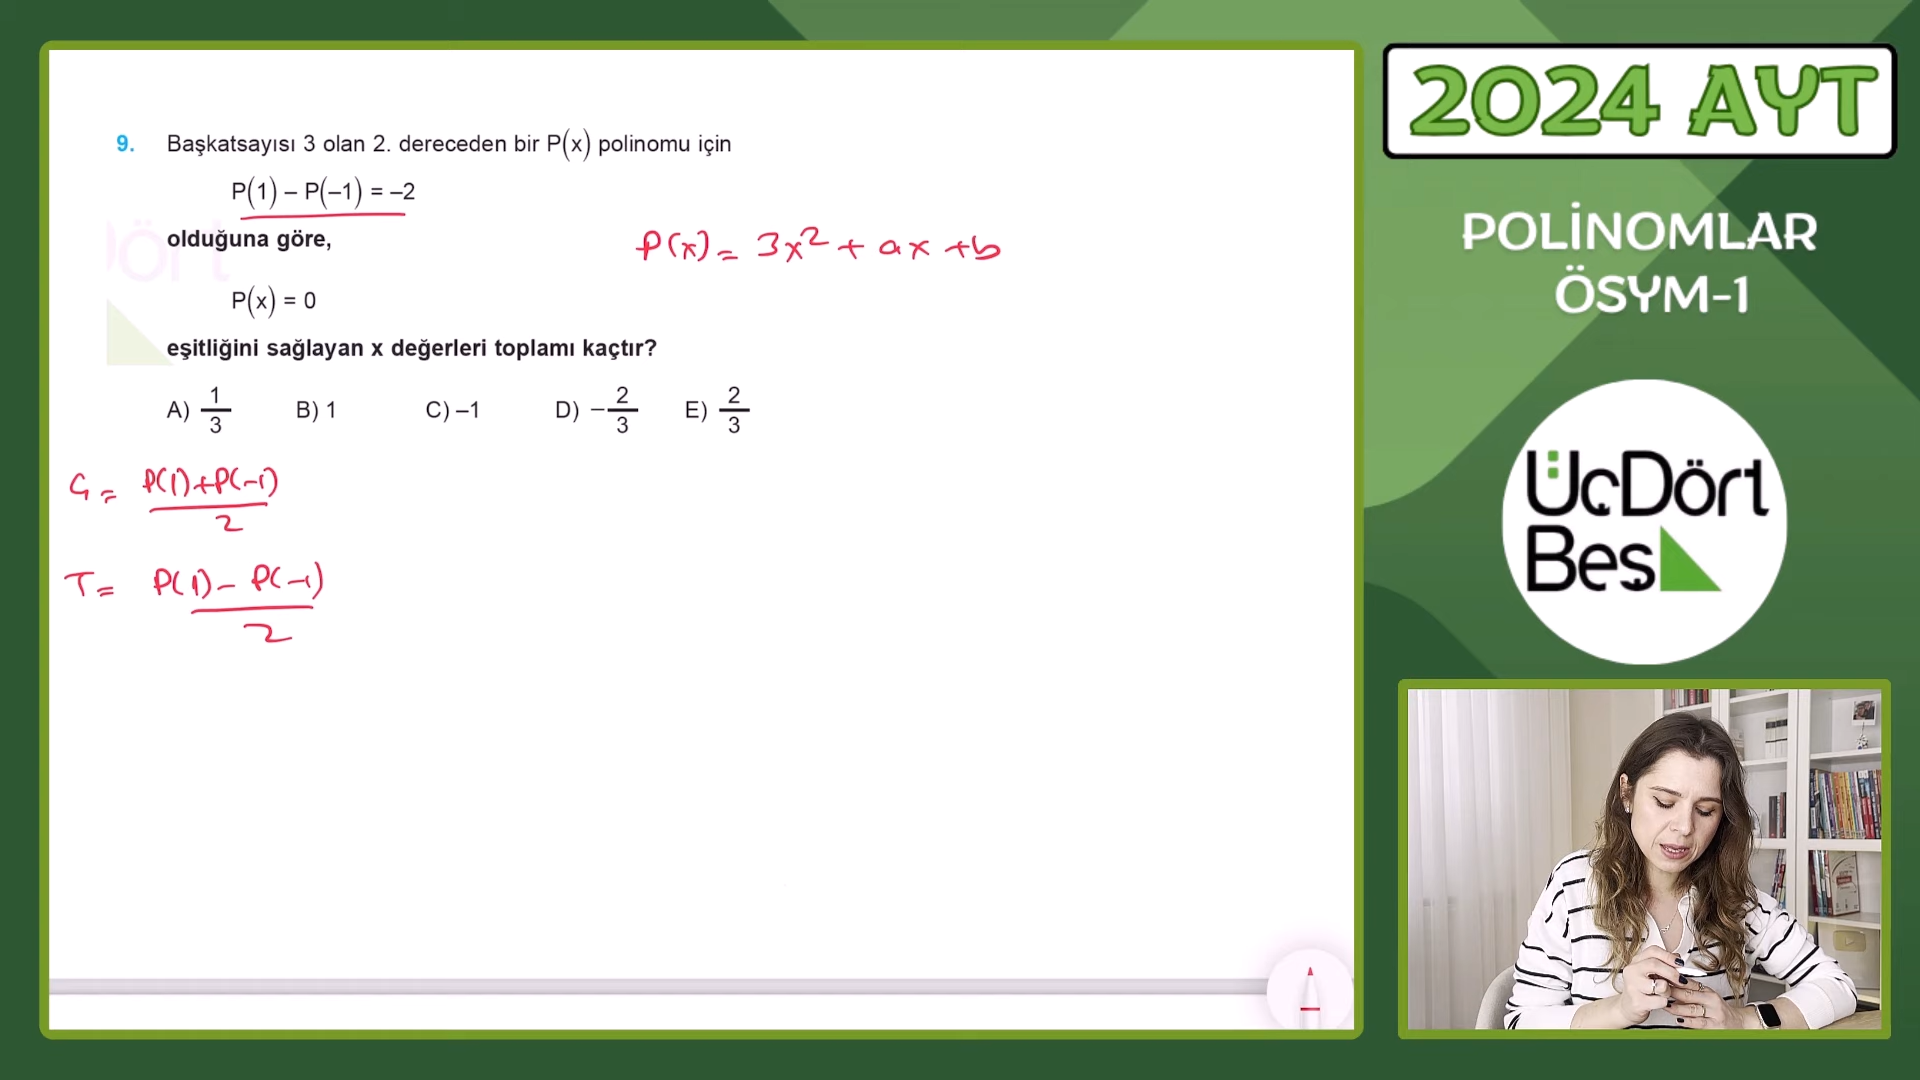 9. Başkatsayısı 3 olan 2. dereceden bir P(x) polinomu için
P(1) – P(–1) = –2
olduğuna göre,
P(x) = 3x² + ax + b
P(x) = 0
eşitliğini sağlayan x değerleri toplamı kaçtır?
A) 1/3 B) 1 C) –1 D) –2/3 E) 2/3
Ç = P(1)+P(-1) / 2
T = P(1) - P(-1) / 2
2024 AYT
POLİNOMLAR
ÖSYM-1
ÜçDört
Beş